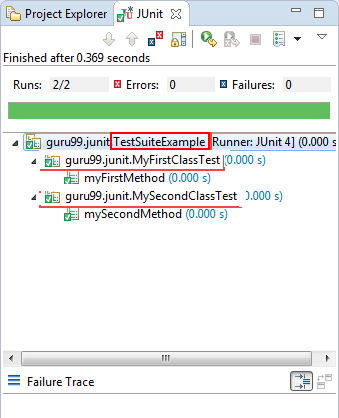 Project Explorer JUnit
Finished after 0.369 seconds
Runs: 2/2 Errors: 0 Failures: 0
guru99.junit.TestSuiteExample Runner: JUnit 4] (0.000 s
guru99.junit.MyFirstClassTest (0.000 s)
myFirstMethod (0.000 s)
guru99.junit.MySecondClassTest 0.000 s)
mySecondMethod (0.000 s)
Failure Trace